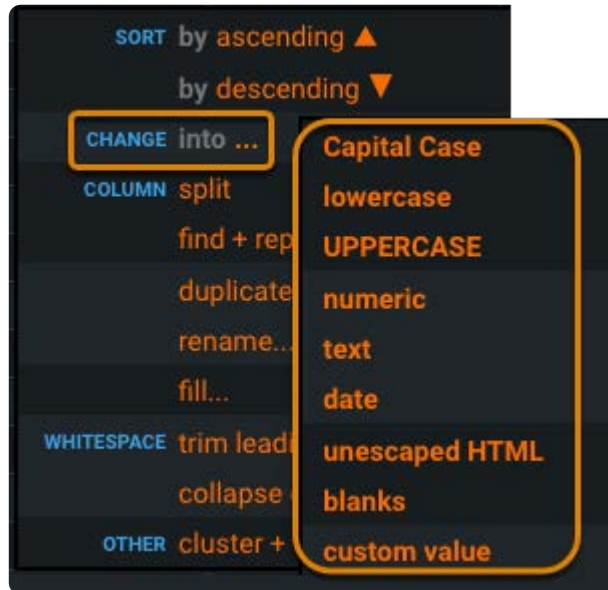 SORT by ascending ▲
by descending ▼
CHANGE into ...
COLUMN split
find + rep
duplicate
rename...
fill...
WHITESPACE trim leadi
collapse
OTHER cluster +
Capital Case
lowercase
UPPERCASE
numeric
text
date
unescaped HTML
blanks
custom value